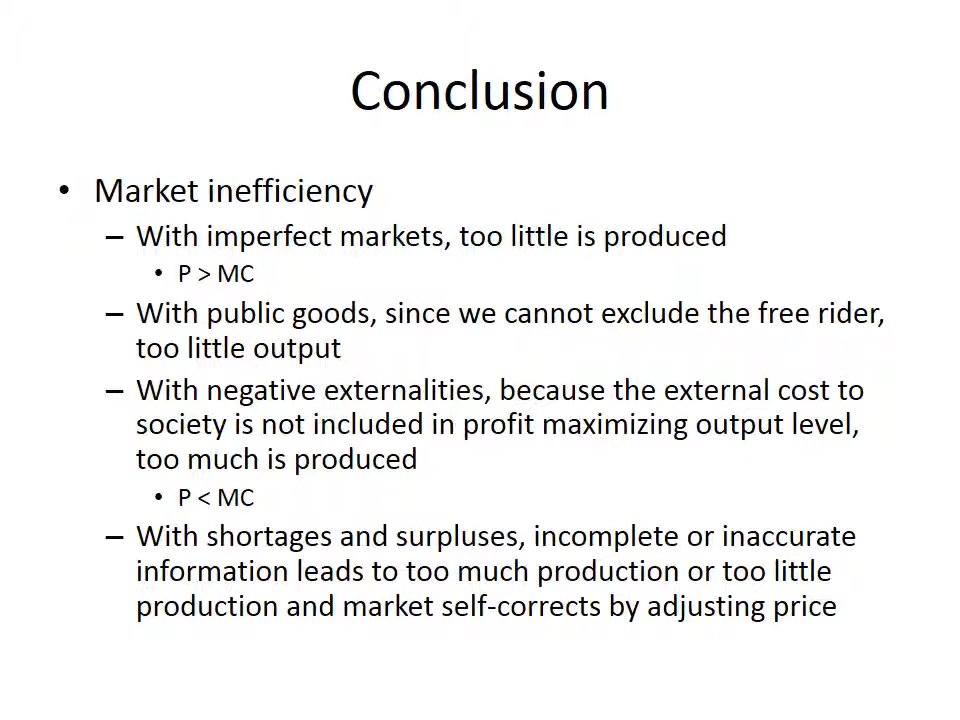 Conclusion
• Market inefficiency
– With imperfect markets, too little is produced
• P > MC
– With public goods, since we cannot exclude the free rider,
too little output
– With negative externalities, because the external cost to
society is not included in profit maximizing output level,
too much is produced
• P < MC
– With shortages and surpluses, incomplete or inaccurate
information leads to too much production or too little
production and market self-corrects by adjusting price